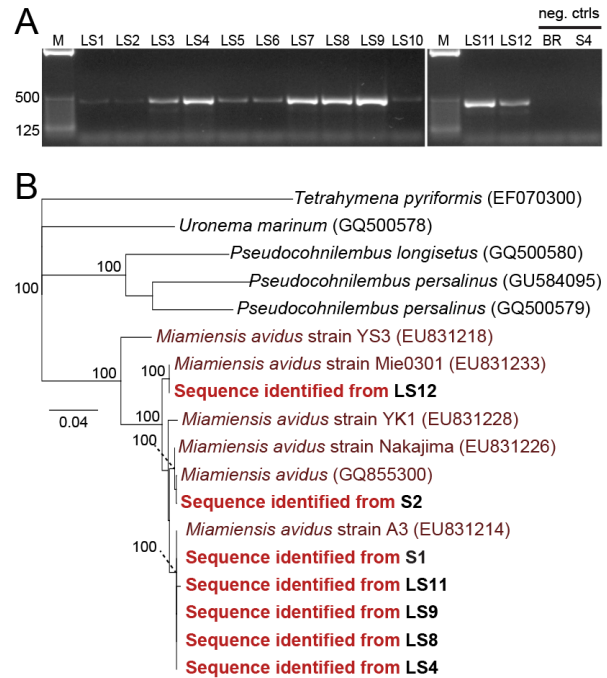 A
neg. ctrls
M LS1 LS2 LS3 LS4 LS5 LS6 LS7 LS8 LS9 LS10 M LS11 LS12 BR S4
500
125
B
Tetrahymena pyriformis (EF070300)
Uronema marinum (GQ500578)
Pseudocohnilembus longisetus (GQ500580)
100
Pseudocohnilembus persalinus (GU584095)
100
Pseudocohnilembus persalinus (GQ500579)
Miamiensis avidus strain YS3 (EU831218)
Miamiensis avidus strain Mie0301 (EU831233)
100 100
Sequence identified from LS12
0.04
100
Miamiensis avidus strain YK1 (EU831228)
100
Miamiensis avidus strain Nakajima (EU831226)
Miamiensis avidus (GQ855300)
Sequence identified from S2
Miamiensis avidus strain A3 (EU831214)
100
Sequence identified from S1
Sequence identified from LS11
Sequence identified from LS9
Sequence identified from LS8
Sequence identified from LS4